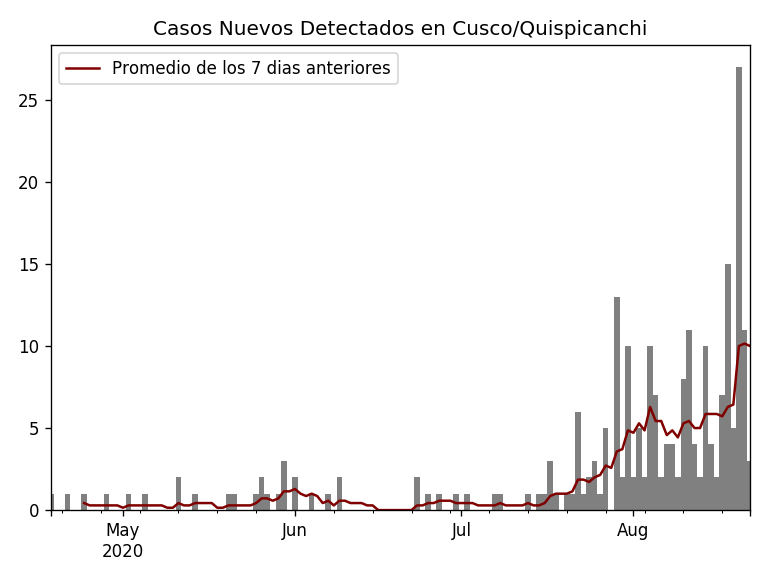 Casos Nuevos Detectados en Cusco/Quispicanchi
Promedio de los 7 dias anteriores
25
20
15
10
5
0
May Jun Jul Aug
2020